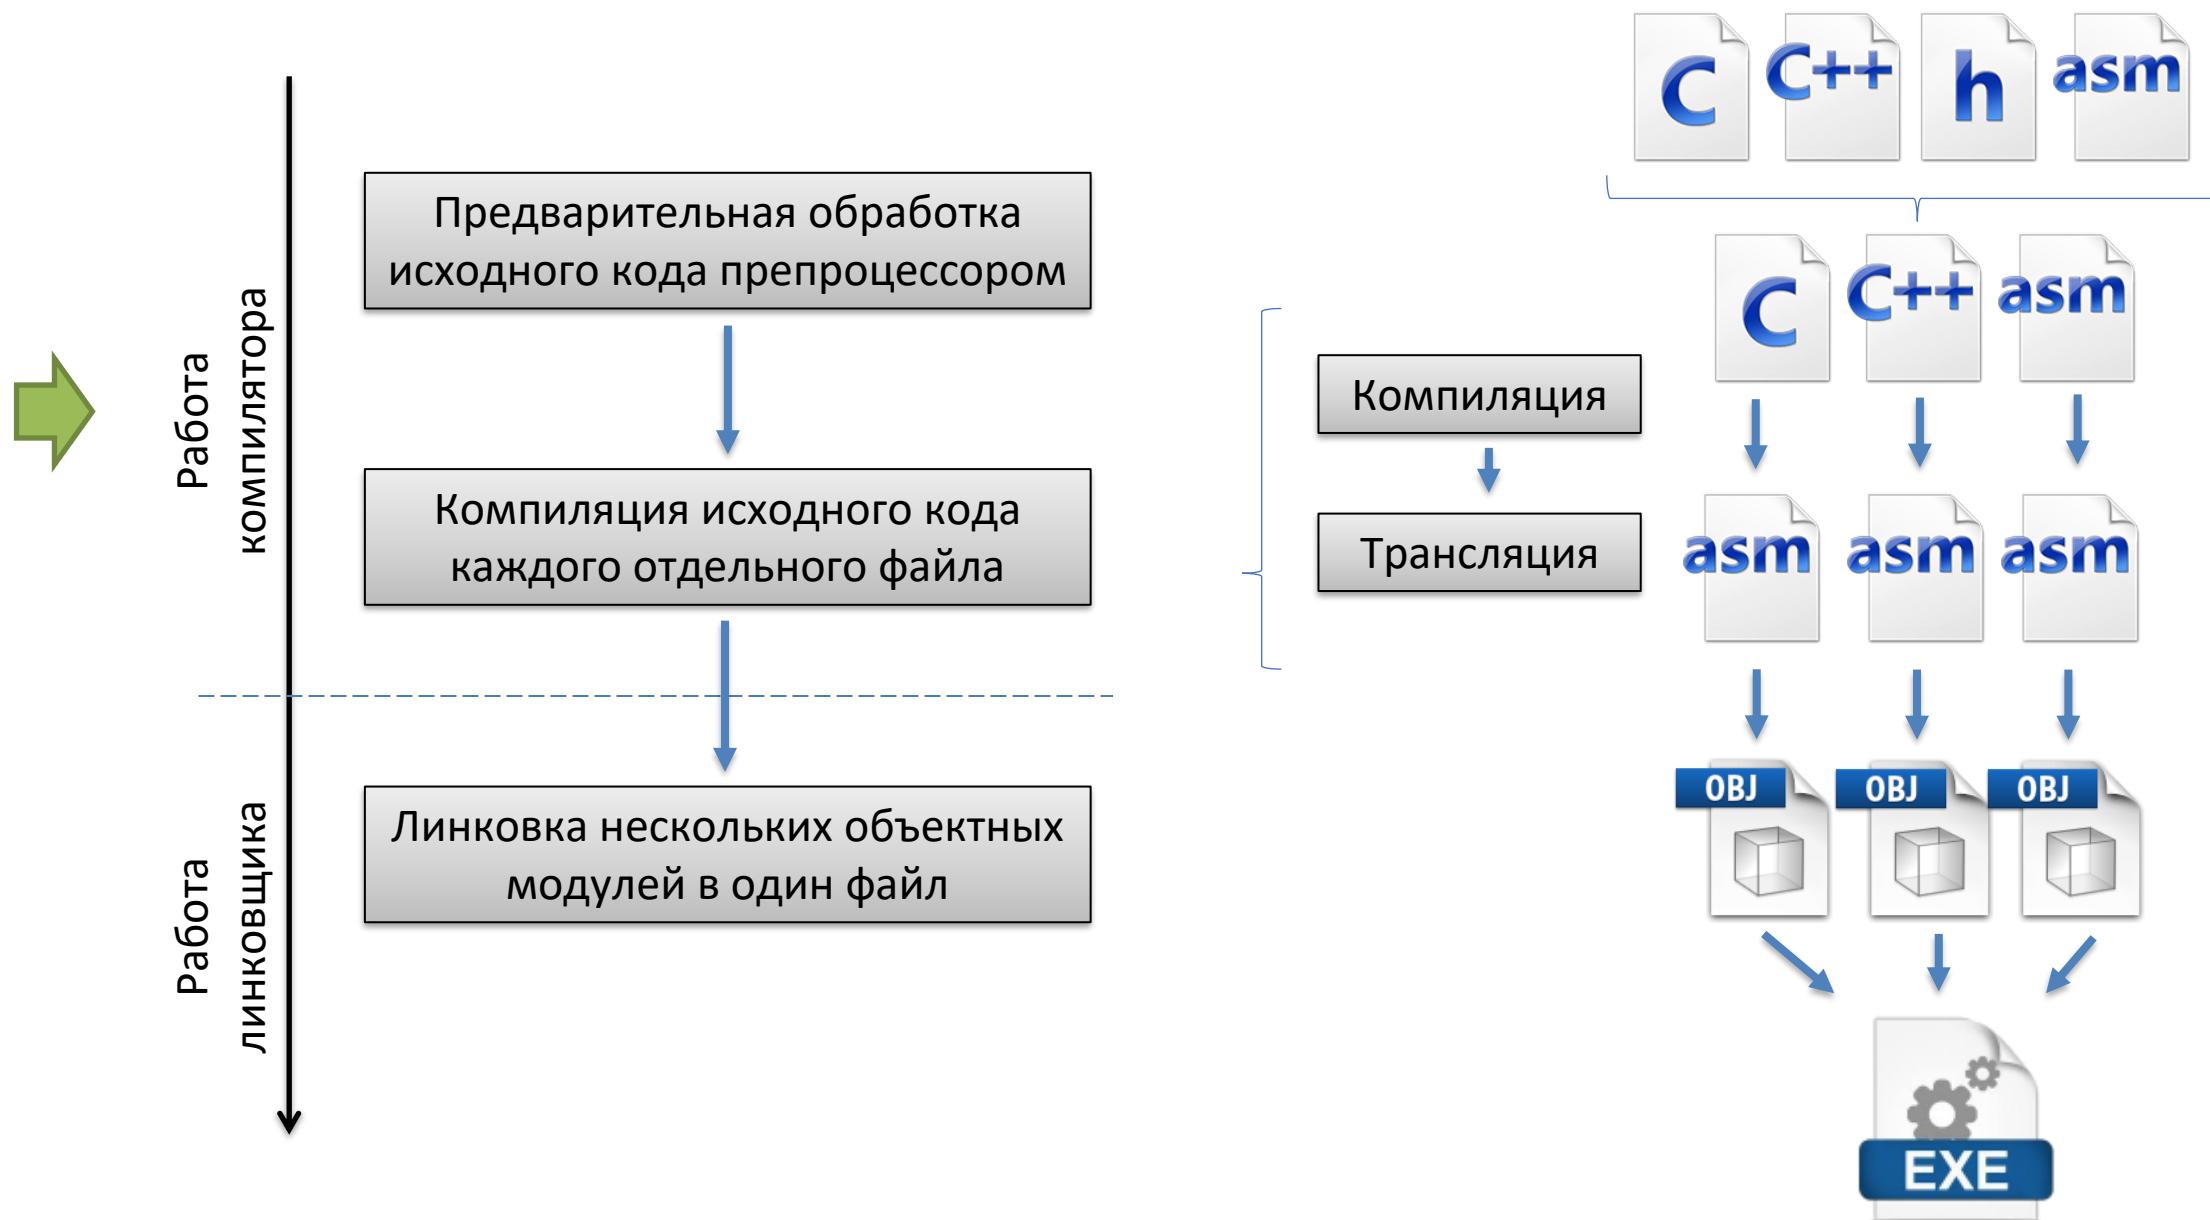 C
C++
h
asm
Работа
компилятора
Предварительная обработка
исходного кода препроцессором
C
C++
asm
Компиляция
Компиляция исходного кода
каждого отдельного файла
Трансляция
asm
asm
asm
Работа
линковщика
Линковка нескольких объектных
модулей в один файл
OBJ
OBJ
OBJ
EXE